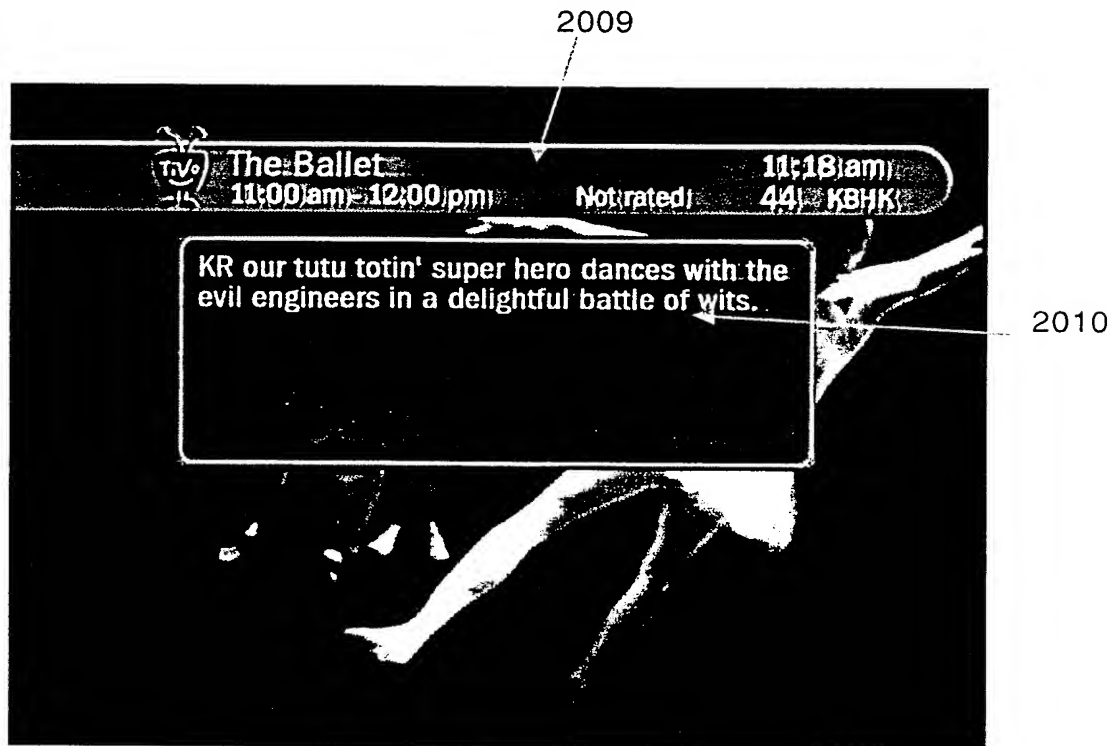 2009
TiVo The Ballet 11:18 am
11:00 am - 12:00 pm Not rated 44 KBHK
KR our tutu totin' super hero dances with the
evil engineers in a delightful battle of wits.
2010